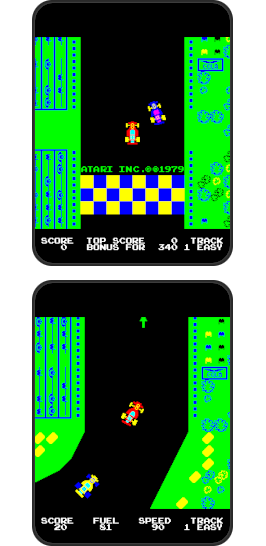 ATARI INC.©℗1979
SCORE TOP SCORE 0 TRACK
0 BONUS FOR 340 1 EASY
SCORE FUEL SPEED TRACK
20 81 90 1 EASY